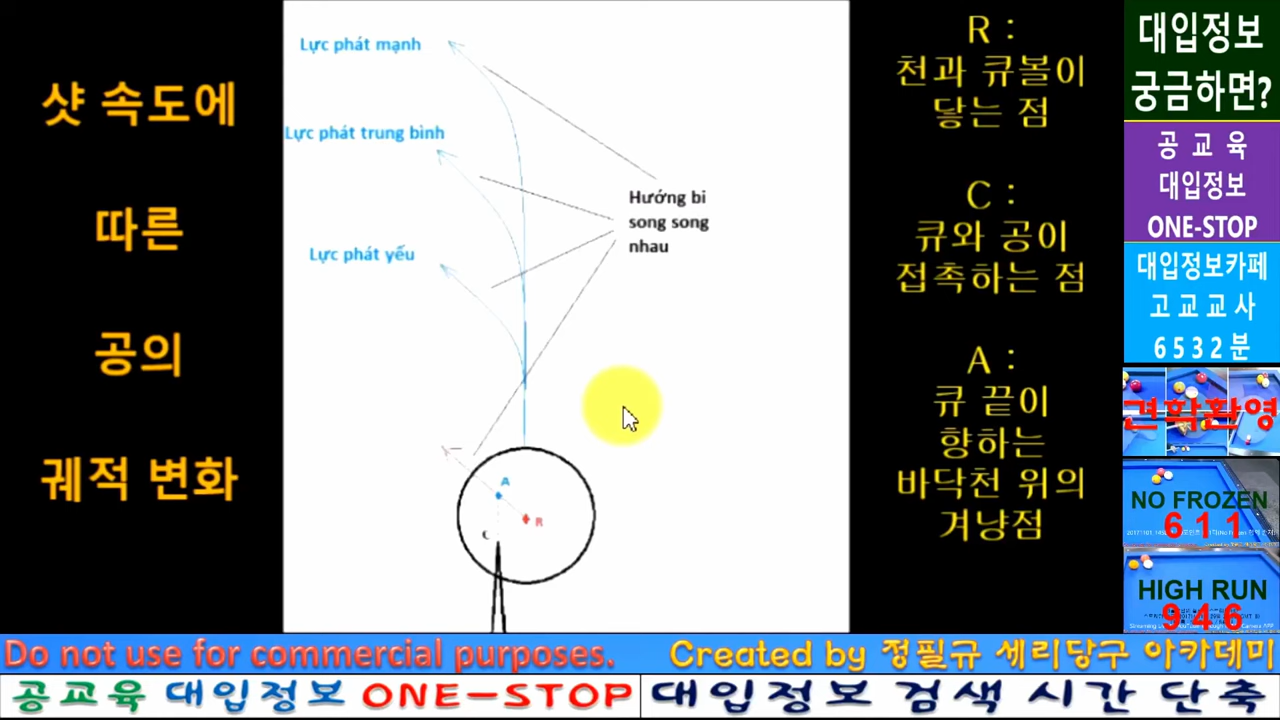 샷 속도에
따른
공의
궤적 변화
Lực phát mạnh
Lực phát trung bình
Lực phát yếu
Hướng bi
song song
nhau
A
R
C
R :
천과 큐볼이
닿는 점
C :
큐와 공이
접촉하는 점
A :
큐 끝이
향하는
바닥천 위의
겨냥점
대입정보
궁금하면?
공 교 육
대입정보
ONE-STOP
대입정보카페
고 교 교 사
6 5 3 2 분
견학환영
NO FROZEN
6 1 1
HIGH RUN
9 4 6
Do not use for commercial purposes.
Created by 정필규 세리당구 아카데미
공교육 대입정보 ONE-STOP
대입정보 검색 시간 단축